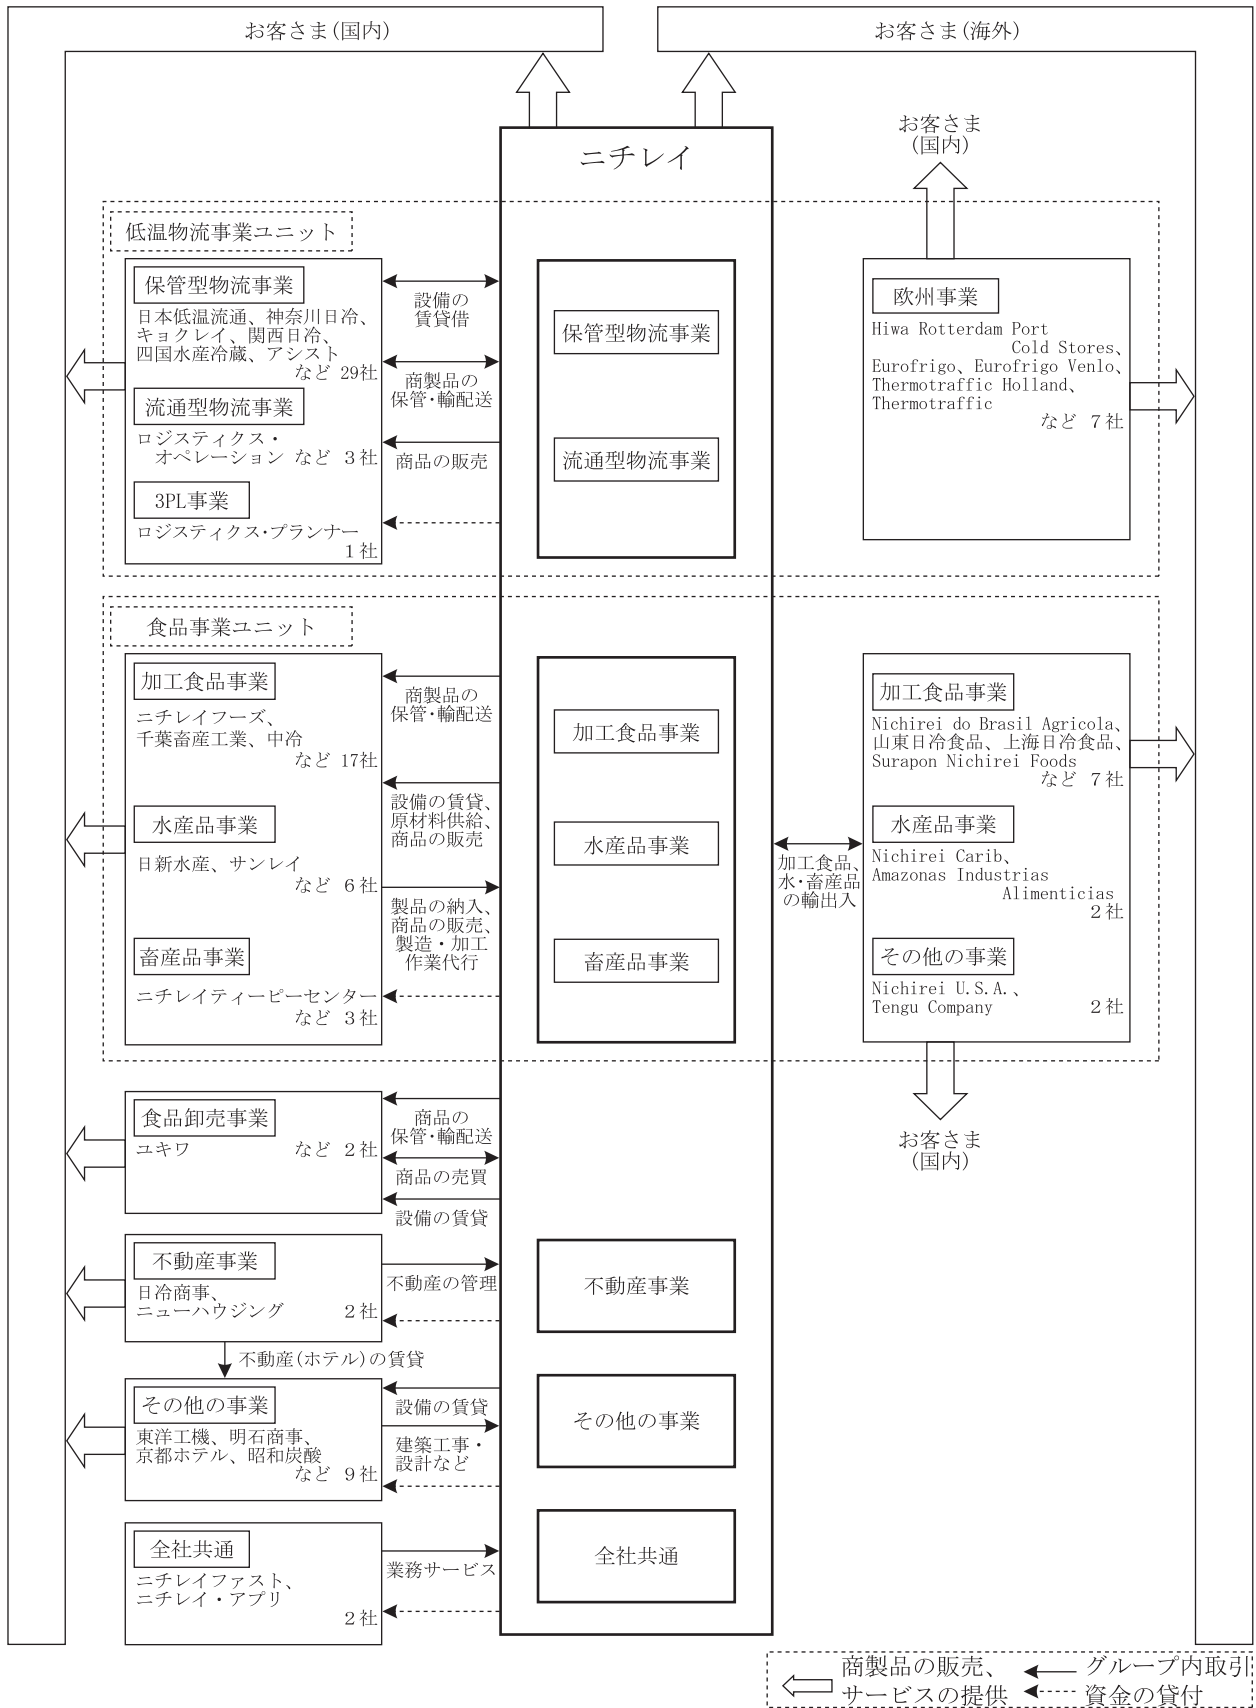 お客さま(国内)
お客さま(海外)
お客さま
(国内)
ニチレイ
低温物流事業ユニット
保管型物流事業
日本低温流通、神奈川日冷、
キョクレイ、関西日冷、
四国水産冷蔵、アシスト
など 29社
流通型物流事業
ロジスティクス・
オペレーション など 3社
3PL事業
ロジスティクス・プランナー
1社
設備の
賃貸借
商製品の
保管・輸配送
商品の販売
保管型物流事業
流通型物流事業
欧州事業
Hiwa Rotterdam Port
Cold Stores、
Eurofrigo、Eurofrigo Venlo、
Thermotraffic Holland、
Thermotraffic
など 7社
食品事業ユニット
加工食品事業
ニチレイフーズ、
千葉畜産工業、中冷
など 17社
水産品事業
日新水産、サンレイ
など 6社
畜産品事業
ニチレイティーピーセンター
など 3社
商製品の
保管・輸配送
設備の賃貸、
原材料供給、
商品の販売
製品の納入、
商品の販売、
製造・加工
作業代行
加工食品事業
水産品事業
畜産品事業
加工食品、
水・畜産品
の輸出入
加工食品事業
Nichirei do Brasil Agricola、
山東日冷食品、上海日冷食品、
Surapon Nichirei Foods
など 7社
水産品事業
Nichirei Carib、
Amazonas Industrias
Alimenticias
2社
その他の事業
Nichirei U.S.A.、
Tengu Company 2社
お客さま
(国内)
食品卸売事業
ユキワ など 2社
商品の
保管・輸配送
商品の売買
設備の賃貸
不動産事業
日冷商事、
ニューハウジング 2社
不動産の管理
不動産事業
不動産(ホテル)の賃貸
その他の事業
東洋工機、明石商事、
京都ホテル、昭和炭酸
など 9社
設備の賃貸
建築工事・
設計など
その他の事業
全社共通
ニチレイファスト、
ニチレイ・アプリ
2社
業務サービス
全社共通
商製品の販売、
サービスの提供
グループ内取引
資金の貸付